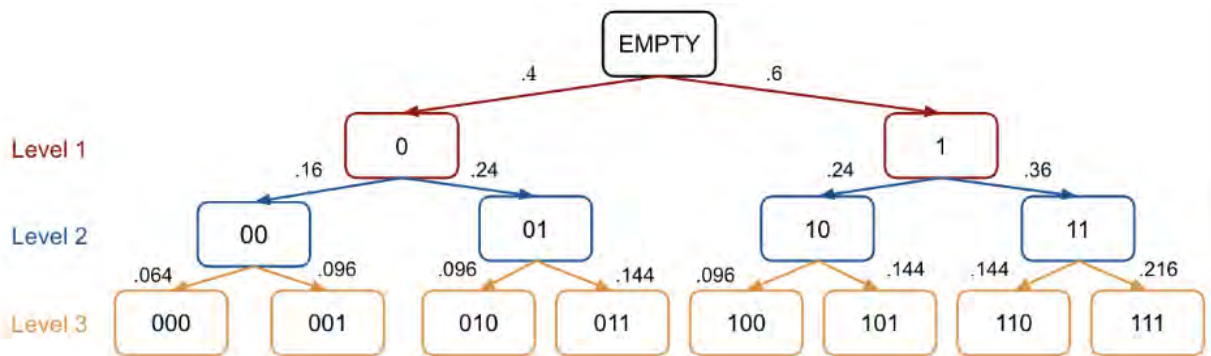 EMPTY
.4 .6
Level 1 0 1
.16 .24 .24 .36
Level 2 00 01 10 11
.064 .096 .096 .144 .096 .144 .144 .216
Level 3 000 001 010 011 100 101 110 111